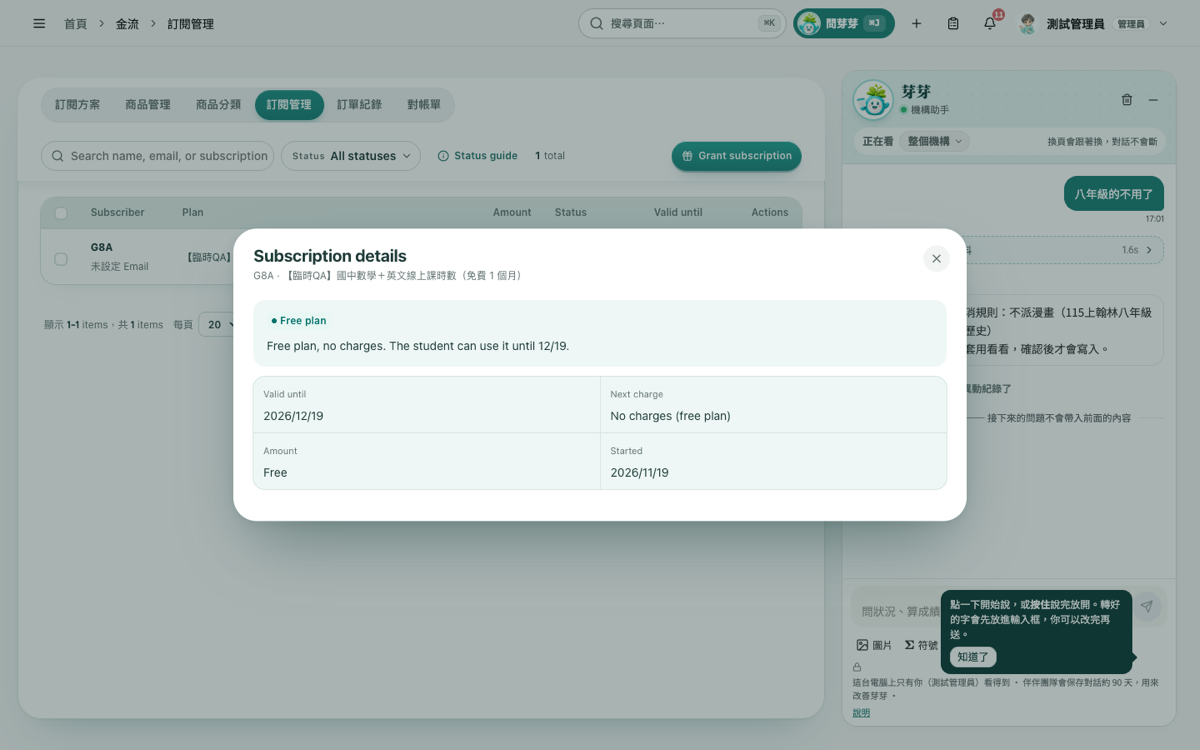 首頁 > 金流 > 訂閱管理
搜尋頁面… ⌘K
問芽芽 ⌘J
11
測試管理員 管理員
訂閱方案 商品管理 商品分類 訂閱管理 訂單紀錄 對帳單
Search name, email, or subscription
Status All statuses
Status guide
1 total
Grant subscription
Subscriber Plan Amount Status Valid until Actions
G8A
未設定 Email
【臨時QA】
顯示 1-1 items · 共 1 items 每頁 20
Subscription details
G8A · 【臨時QA】國中數學＋英文線上課時數（免費 1 個月）
Free plan
Free plan, no charges. The student can use it until 12/19.
Valid until
2026/12/19
Next charge
No charges (free plan)
Amount
Free
Started
2026/11/19
芽芽
機構助手
正在看 整個機構 換頁會跟著換，對話不會斷
八年級的不用了
17:01
1.6s
消規則：不派漫畫（115上翰林八年級
歷史）
套用看看，確認後才會寫入。
異動紀錄了
接下來的問題不會帶入前面的內容
問狀況、算成績
點一下開始說，或按住說完放開。轉好
的字會先放進輸入框，你可以改完再
送。
知道了
圖片 Σ 符號
這台電腦上只有你（測試管理員）看得到 · 伴伴團隊會保存對話約 90 天，用來
改善芽芽 ·
說明